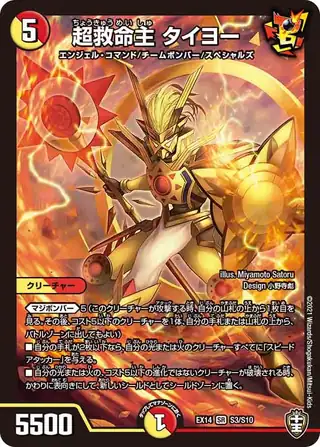 5
ちょうきゅうめいしゅ
超救命主 タイヨー
エンジェル・コマンド/チームボンバー/スペシャルズ
illus. Miyamoto Satoru
Design 小野寺彪
クリーチャー
マジボンバー 5(このクリーチャーが攻撃する時、自分の山札の上から1枚目を
見る。その後、コスト5以下のクリーチャーを1体、自分の手札または山札の上から、
バトルゾーンに出してもよい)
■自分の手札が2枚以下なら、自分の光または火のクリーチャーすべてに「スピード
アタッカー」を与える。
■自分の光または火の、コスト5以下の進化ではないクリーチャーが破壊される時、
かわりに表向きにして、新しいシールドとしてシールドゾーンに加える。
©2021 Wizards/Shogakukan/Mitsui-Kids
5500
マナゾーンに置く時
1
EX14 SR S3/S10